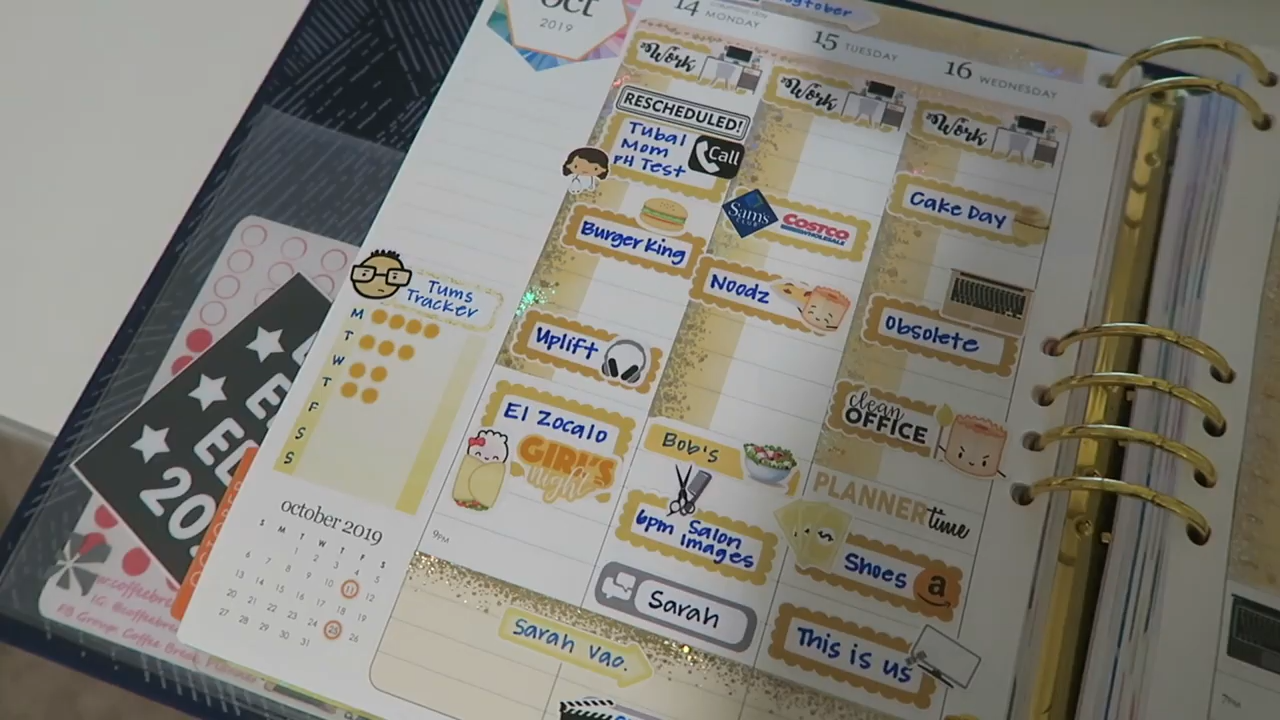 oct
2019
14 MONDAY
15 TUESDAY
16 WEDNESDAY
Work
RESCHEDULED!
Tubal
Mom
pH Test
Call
Burger King
Uplift
El Zocalo
GIRL'S
night
9PM
Work
Sam's
CLUB
COSTCO
WHOLESALE
Noodz
Bob's
6pm Salon
images
Sarah
Work
Cake Day
Obsolete
clean
OFFICE
PLANNER time
Shoes
a
This is us
Sarah Vac.
Tums
Tracker
M
T
W
T
F
S
S
october 2019
S M T W T F S
1 2 3 4 5
6 7 8 9 10 11 12
13 14 15 16 17 18 19
20 21 22 23 24 25 26
27 28 29 30 31
7PM